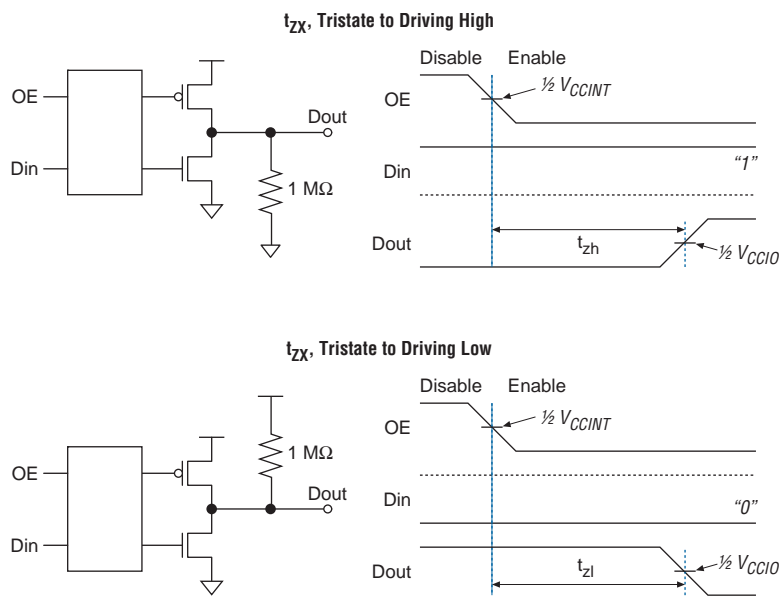 tZX, Tristate to Driving High
Disable Enable
OE
½ VCCINT
OE
Dout
Din
"1"
Din
1 MΩ
Dout
tzh
½ VCCIO
tZX, Tristate to Driving Low
Disable Enable
OE
½ VCCINT
1 MΩ
OE
Dout
Din
"0"
Din
Dout
tzl
½ VCCIO